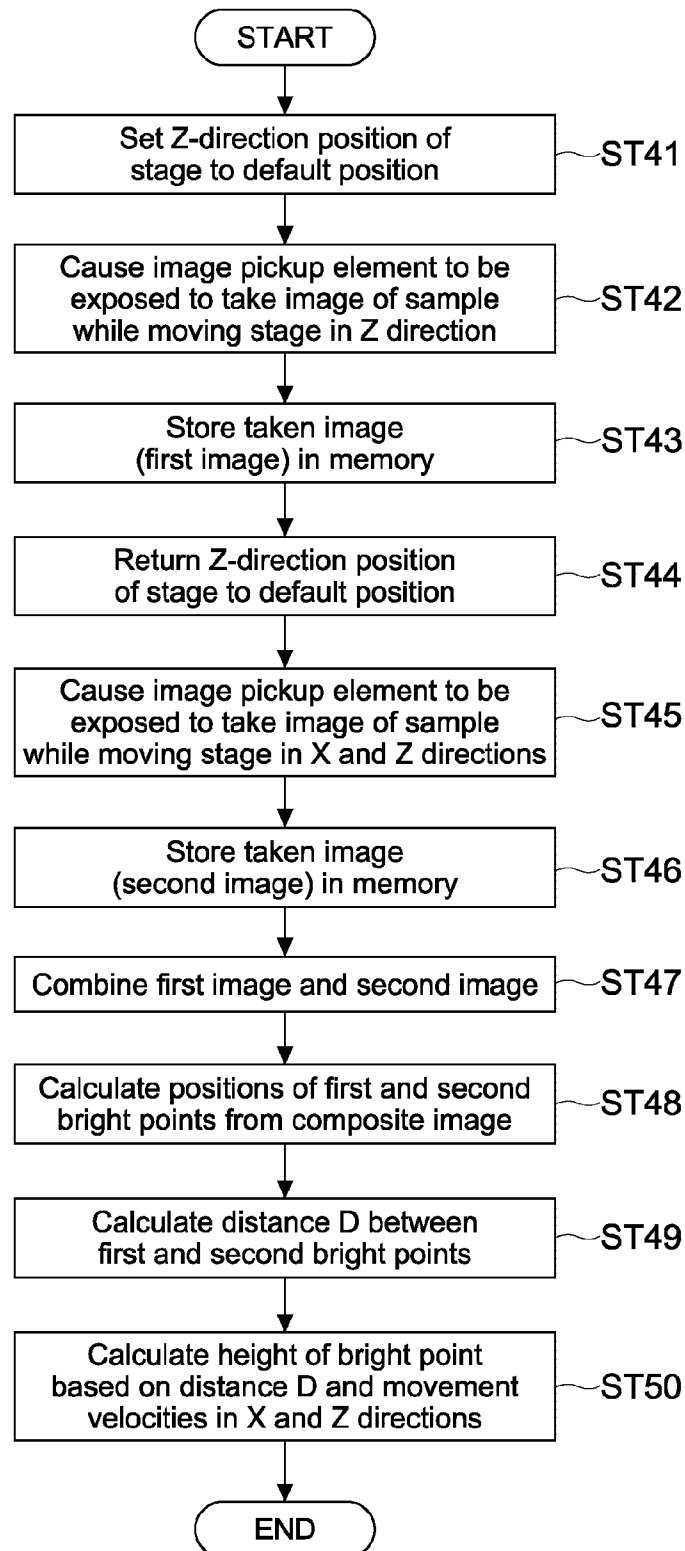 START
Set Z-direction position of
stage to default position
ST41
Cause image pickup element to be
exposed to take image of sample
while moving stage in Z direction
ST42
Store taken image
(first image) in memory
ST43
Return Z-direction position
of stage to default position
ST44
Cause image pickup element to be
exposed to take image of sample
while moving stage in X and Z directions
ST45
Store taken image
(second image) in memory
ST46
Combine first image and second image
ST47
Calculate positions of first and second
bright points from composite image
ST48
Calculate distance D between
first and second bright points
ST49
Calculate height of bright point
based on distance D and movement
velocities in X and Z directions
ST50
END